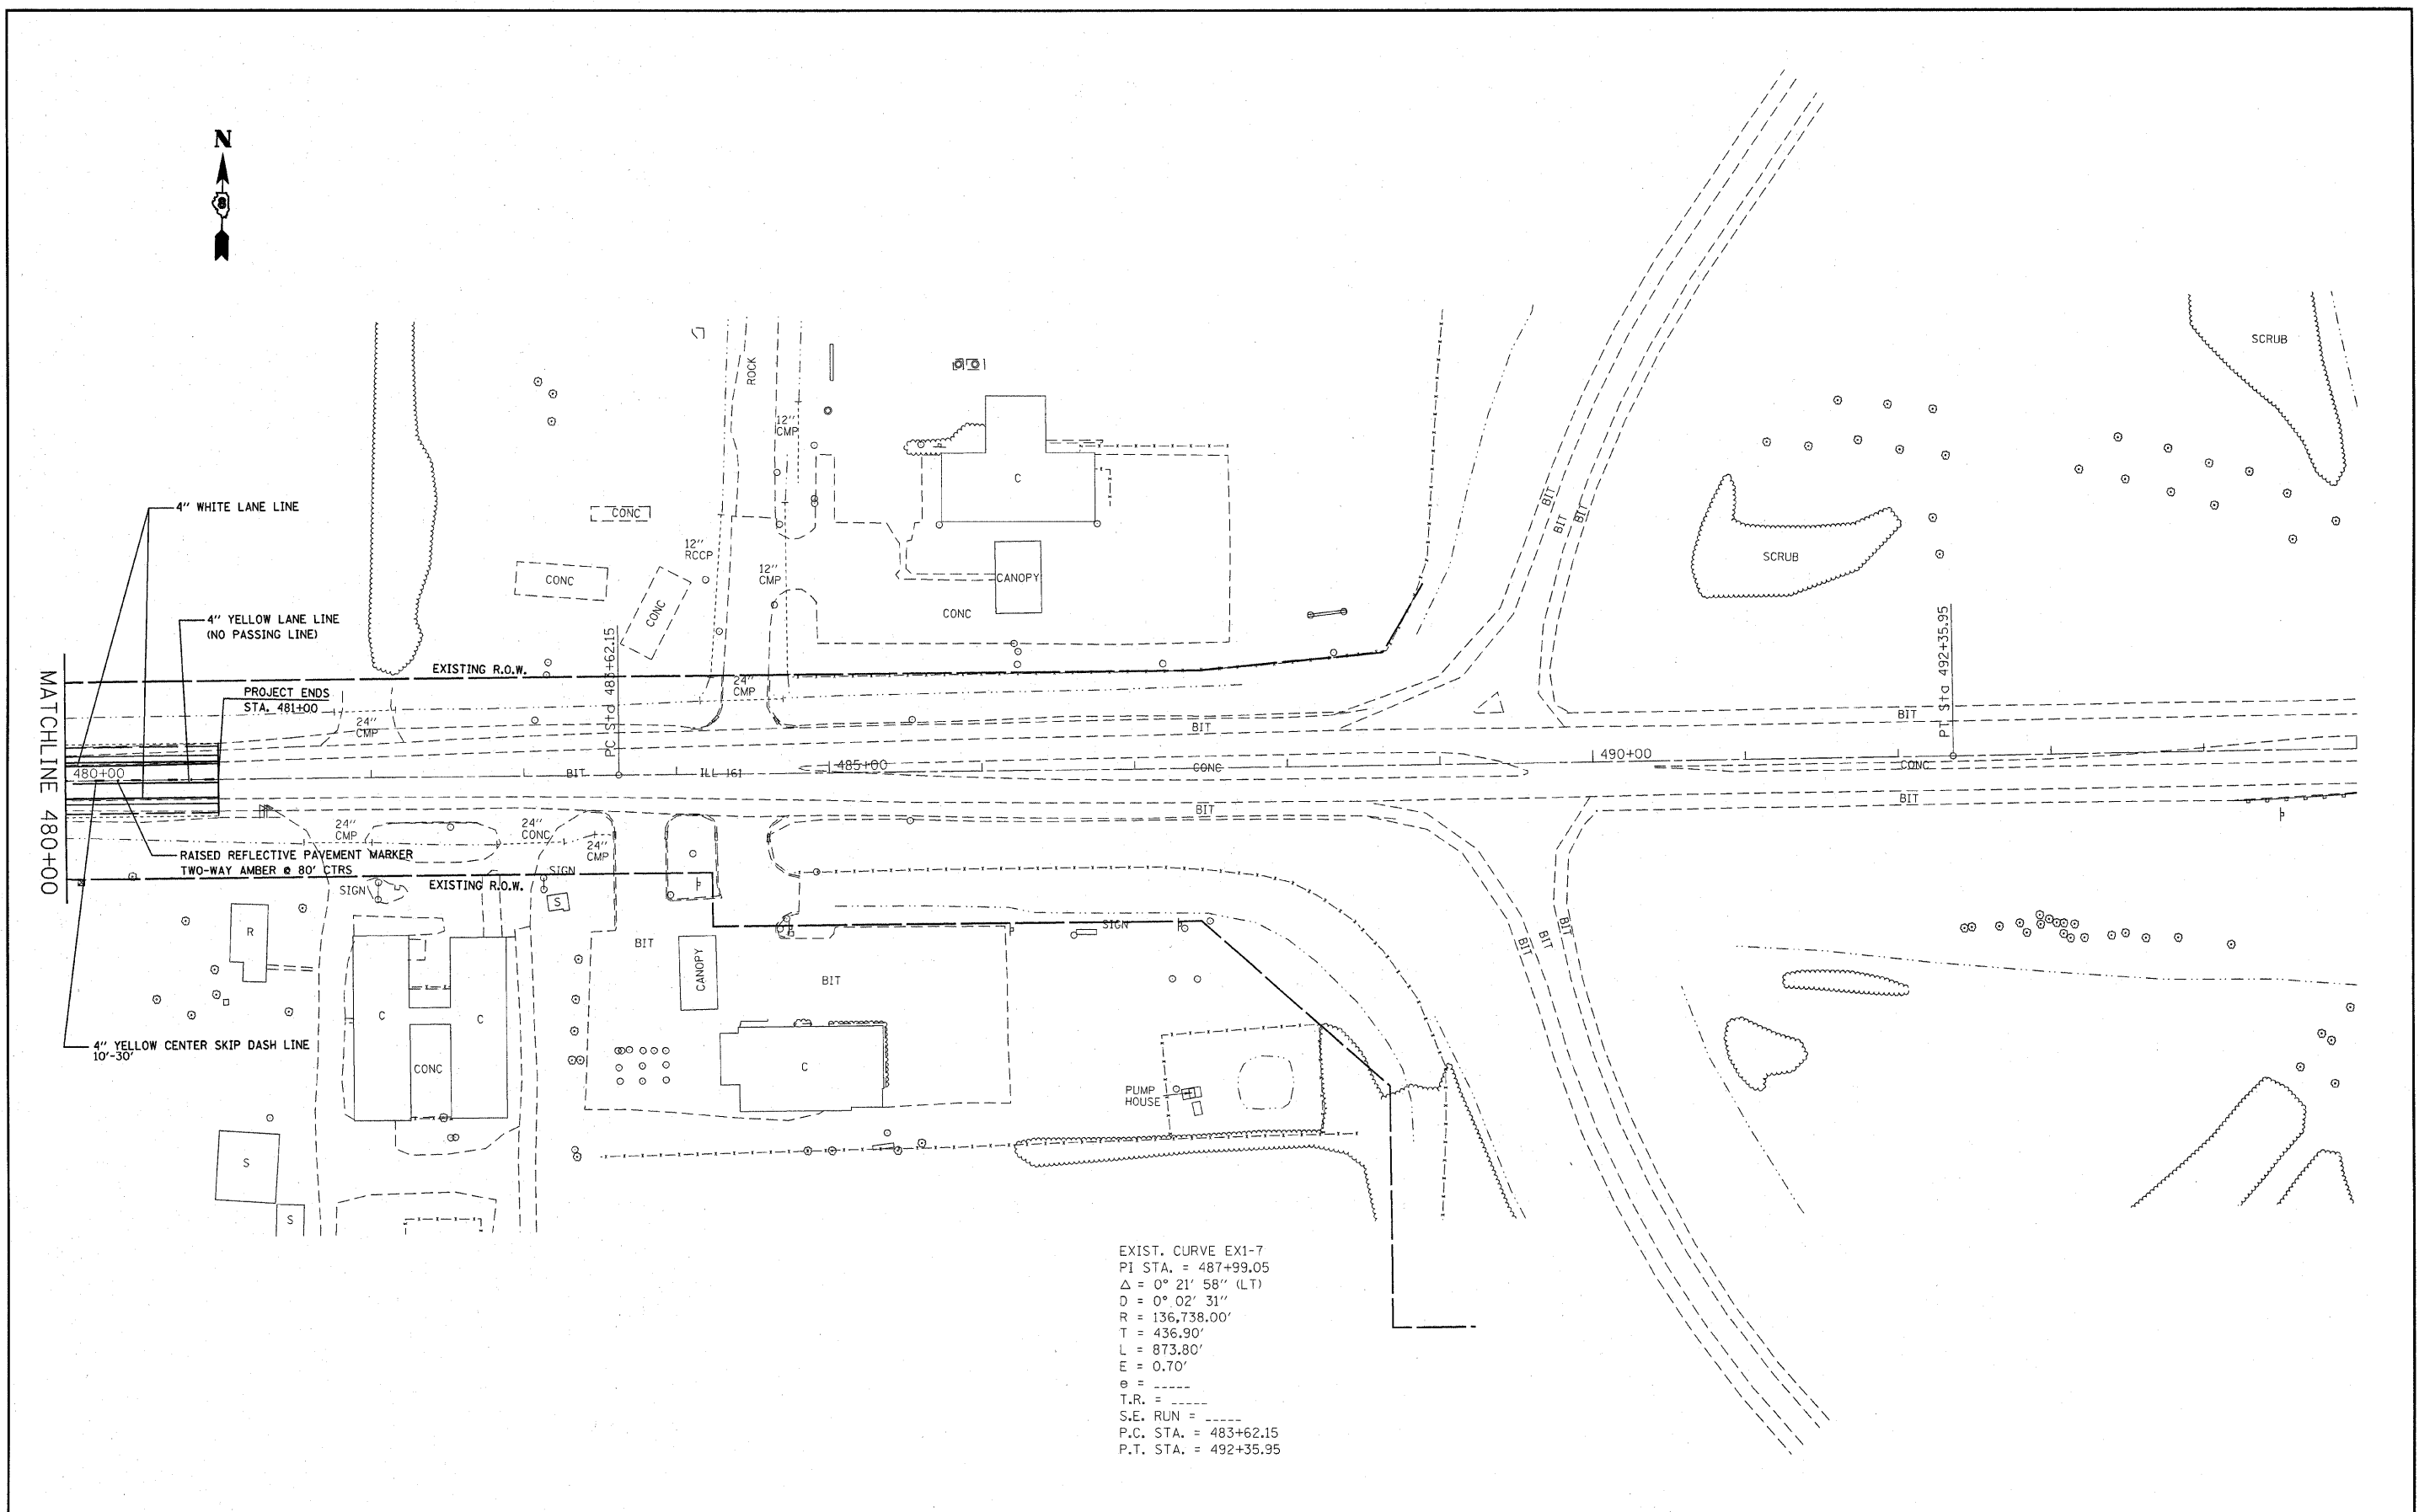 N
8
SCRUB
ROCK
12" CMP
C
4" WHITE LANE LINE
CONC
BIT
BIT
BIT
12" RCCP
SCRUB
CONC
12" CMP
CANOPY
CONC
CONC
4" YELLOW LANE LINE
(NO PASSING LINE)
PC Sta 483+62.15
PT Sta 492+35.95
EXISTING R.O.W.
24" CMP
PROJECT ENDS
STA. 481+00
24" CMP
BIT
BIT
MATCHLINE 480+00
480+00
BIT
ILL 161
485+00
CONC
490+00
CONC
BIT
BIT
24" CMP
24" CONC
24" CMP
RAISED REFLECTIVE PAVEMENT MARKER
TWO-WAY AMBER @ 80' CTRS
SIGN
SIGN
EXISTING R.O.W.
S
R
BIT
CANOPY
BIT
SIGN
BIT
BIT
BIT
C
C
4" YELLOW CENTER SKIP DASH LINE
10'-30'
CONC
C
PUMP
HOUSE
S
S
EXIST. CURVE EX1-7
PI STA. = 487+99.05
Δ = 0° 21' 58" (LT)
D = 0° 02' 31"
R = 136,738.00'
T = 436.90'
L = 873.80'
E = 0.70'
e = _____
T.R. = _____
S.E. RUN = _____
P.C. STA. = 483+62.15
P.T. STA. = 492+35.95